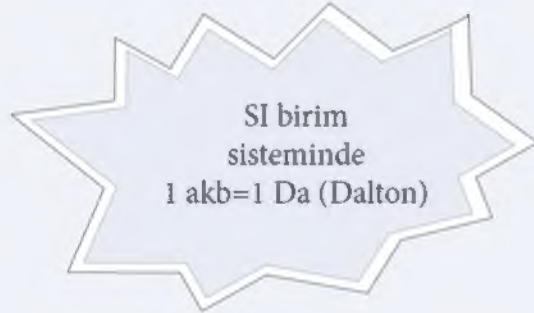 SI birim
sisteminde
1 akb=1 Da (Dalton)